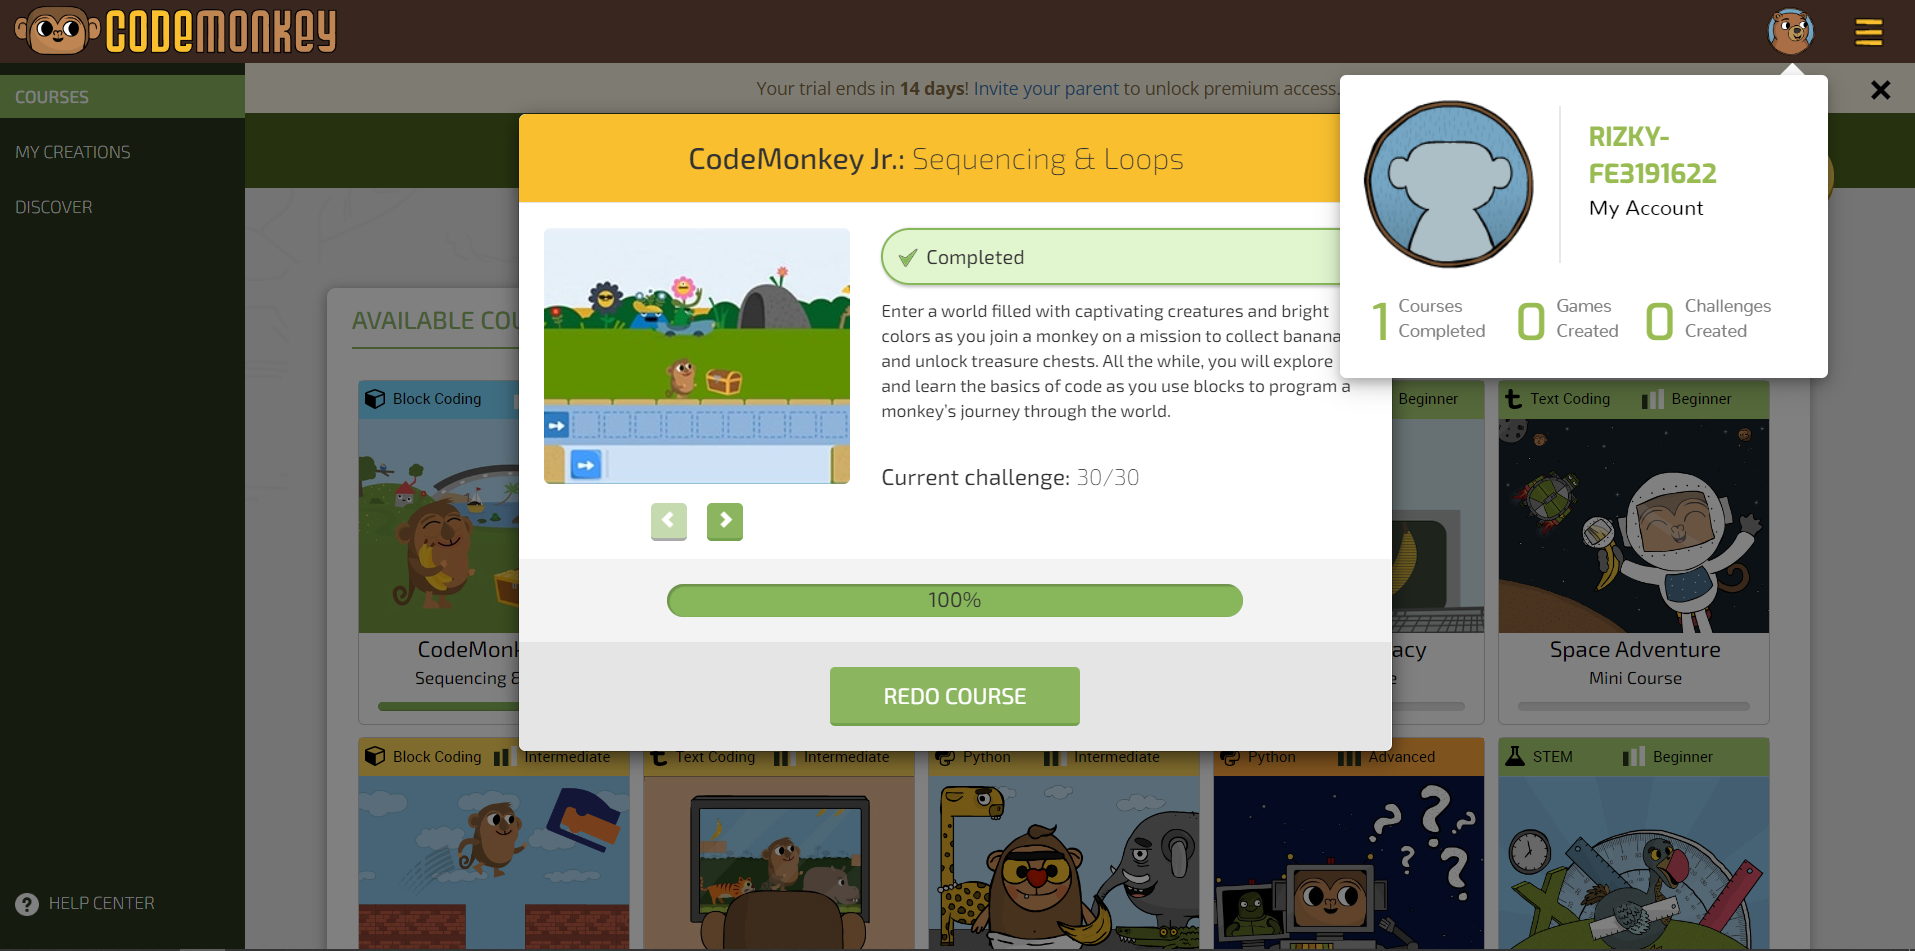 CODEMONKEY
COURSES
MY CREATIONS
DISCOVER
HELP CENTER
Your trial ends in 14 days! Invite your parent to unlock premium access.
RIZKY-
FE3191622
My Account
1 Courses Completed
0 Games Created
0 Challenges Created
CodeMonkey Jr.: Sequencing & Loops
Completed
Enter a world filled with captivating creatures and bright
colors as you join a monkey on a mission to collect banana
and unlock treasure chests. All the while, you will explore
and learn the basics of code as you use blocks to program a
monkey’s journey through the world.
Current challenge: 30/30
100%
REDO COURSE
AVAILABLE COU
Block Coding
Beginner
Text Coding Beginner
CodeMonk
Sequencing &
acy
e
Space Adventure
Mini Course
Block Coding Intermediate
Text Coding Intermediate
Python Intermediate
Python Advanced
STEM Beginner